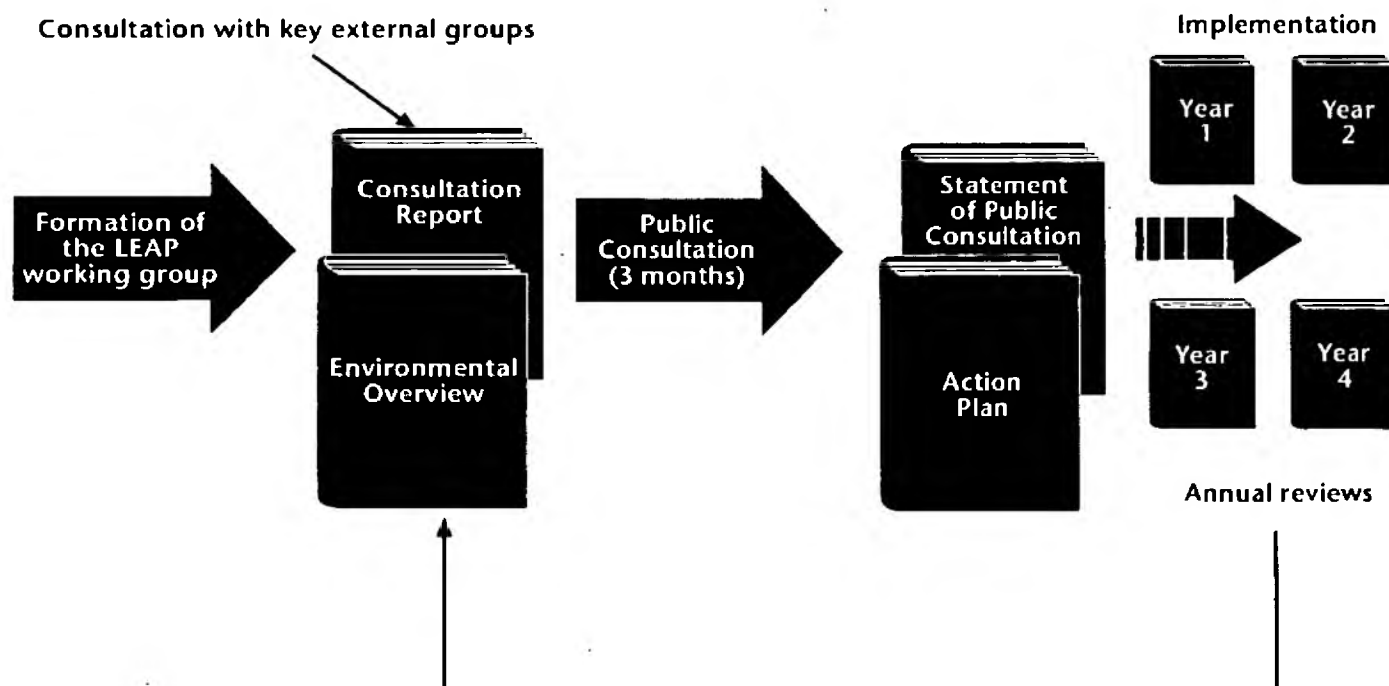 Consultation with key external groups
Implementation
Formation of
the LEAP
working group
Consultation
Report
Environmental
Overview
Public
Consultation
(3 months)
Statement
of Public
Consultation
Action
Plan
Year
1
Year
2
Year
3
Year
4
Annual reviews